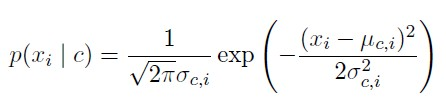 p(x_i | c) = \frac{1}{\sqrt{2\pi}\sigma_{c,i}} \exp\left(-\frac{(x_i - \mu_{c,i})^2}{2\sigma_{c,i}^2}\right)